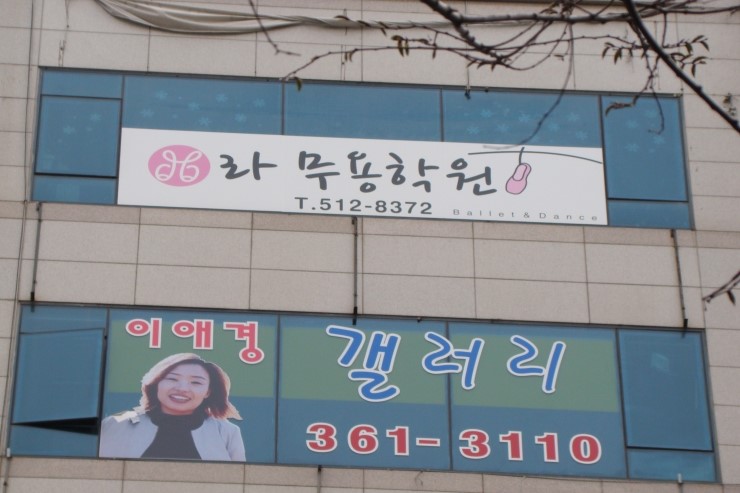 라 무용학원
T.512-8372
Ballet & Dance
이애경 갤러리
361-3110